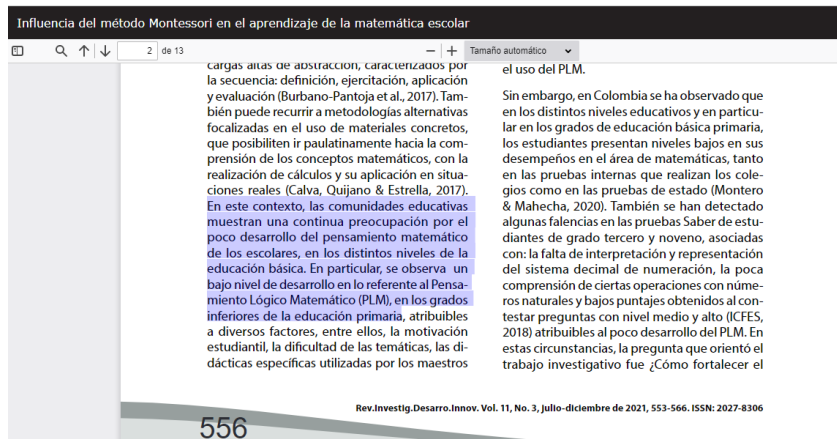 Influencia del método Montessori en el aprendizaje de la matemática escolar
2 de 13
Tamaño automático
cargas altas de abstracción, caracterizados por
la secuencia: definición, ejercitación, aplicación
y evaluación (Burbano-Pantoja et al., 2017). Tam-
bién puede recurrir a metodologías alternativas
focalizadas en el uso de materiales concretos,
que posibiliten ir paulatinamente hacia la com-
prensión de los conceptos matemáticos, con la
realización de cálculos y su aplicación en situa-
ciones reales (Calva, Quijano & Estrella, 2017).
En este contexto, las comunidades educativas
muestran una continua preocupación por el
poco desarrollo del pensamiento matemático
de los escolares, en los distintos niveles de la
educación básica. En particular, se observa un
bajo nivel de desarrollo en lo referente al Pensa-
miento Lógico Matemático (PLM), en los grados
inferiores de la educación primaria, atribuibles
a diversos factores, entre ellos, la motivación
estudiantil, la dificultad de las temáticas, las di-
dácticas específicas utilizadas por los maestros
el uso del PLM.
Sin embargo, en Colombia se ha observado que
en los distintos niveles educativos y en particu-
lar en los grados de educación básica primaria,
los estudiantes presentan niveles bajos en sus
desempeños en el área de matemáticas, tanto
en las pruebas internas que realizan los cole-
gios como en las pruebas de estado (Montero
& Mahecha, 2020). También se han detectado
algunas falencias en las pruebas Saber de estu-
diantes de grado tercero y noveno, asociadas
con: la falta de interpretación y representación
del sistema decimal de numeración, la poca
comprensión de ciertas operaciones con núme-
ros naturales y bajos puntajes obtenidos al con-
testar preguntas con nivel medio y alto (ICFES,
2018) atribuibles al poco desarrollo del PLM. En
estas circunstancias, la pregunta que orientó el
trabajo investigativo fue ¿Cómo fortalecer el
Rev.Investig.Desarro.Innov. Vol. 11, No. 3, julio-diciembre de 2021, 553-566. ISSN: 2027-8306
556